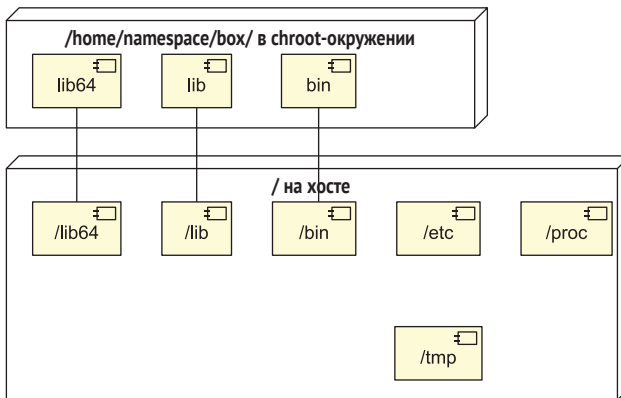 /home/namespace/box/ в chroot-окружении
lib64
lib
bin
/ на хосте
/lib64
/lib
/bin
/etc
/proc
/tmp